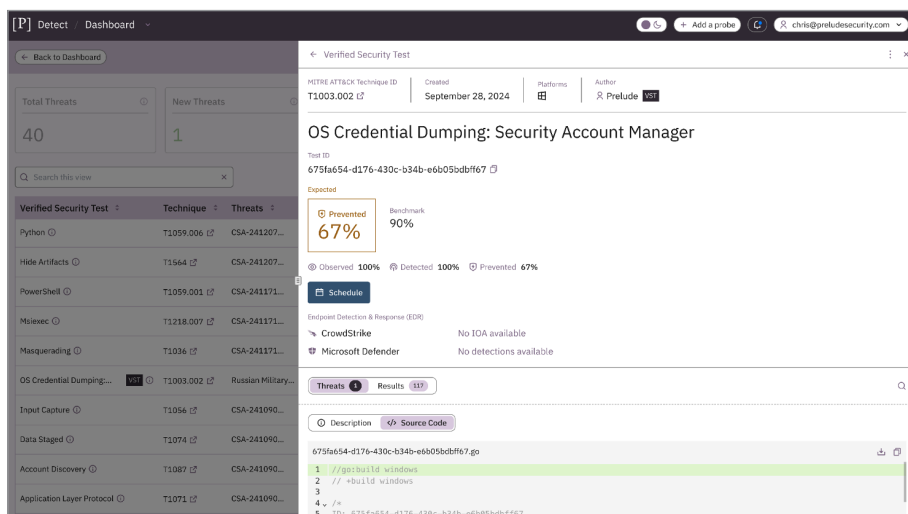 [P] Detect / Dashboard
+ Add a probe
chris@preludesecurity.com
← Back to Dashboard
Total Threats
40
New Threats
1
Search this view
Verified Security Test Technique Threats
Python T1059.006 CSA-241207...
Hide Artifacts T1564 CSA-241207...
PowerShell T1059.001 CSA-241171...
Msiexec T1218.007 CSA-241171...
Masquerading T1036 CSA-241171...
OS Credential Dumping:... VST T1003.002 Russian Military...
Input Capture T1056 CSA-241090...
Data Staged T1074 CSA-241090...
Account Discovery T1087 CSA-241090...
Application Layer Protocol T1071 CSA-241090...
← Verified Security Test
MITRE ATT&CK Technique ID
T1003.002
Created
September 28, 2024
Platforms
Author
Prelude VST
OS Credential Dumping: Security Account Manager
Test ID
675fa654-d176-430c-b34b-e6b05bdbff67
Expected
Prevented
67%
Benchmark
90%
Observed 100% Detected 100% Prevented 67%
Schedule
Endpoint Detection & Response (EDR)
CrowdStrike No IOA available
Microsoft Defender No detections available
Threats 1 Results 117
Description </> Source Code
675fa654-d176-430c-b34b-e6b05bdbff67.go
1 //go:build windows
2 // +build windows
3
4 /*
5 ID: 675fa654-d176-430c-b34b-e6b05bdbff67